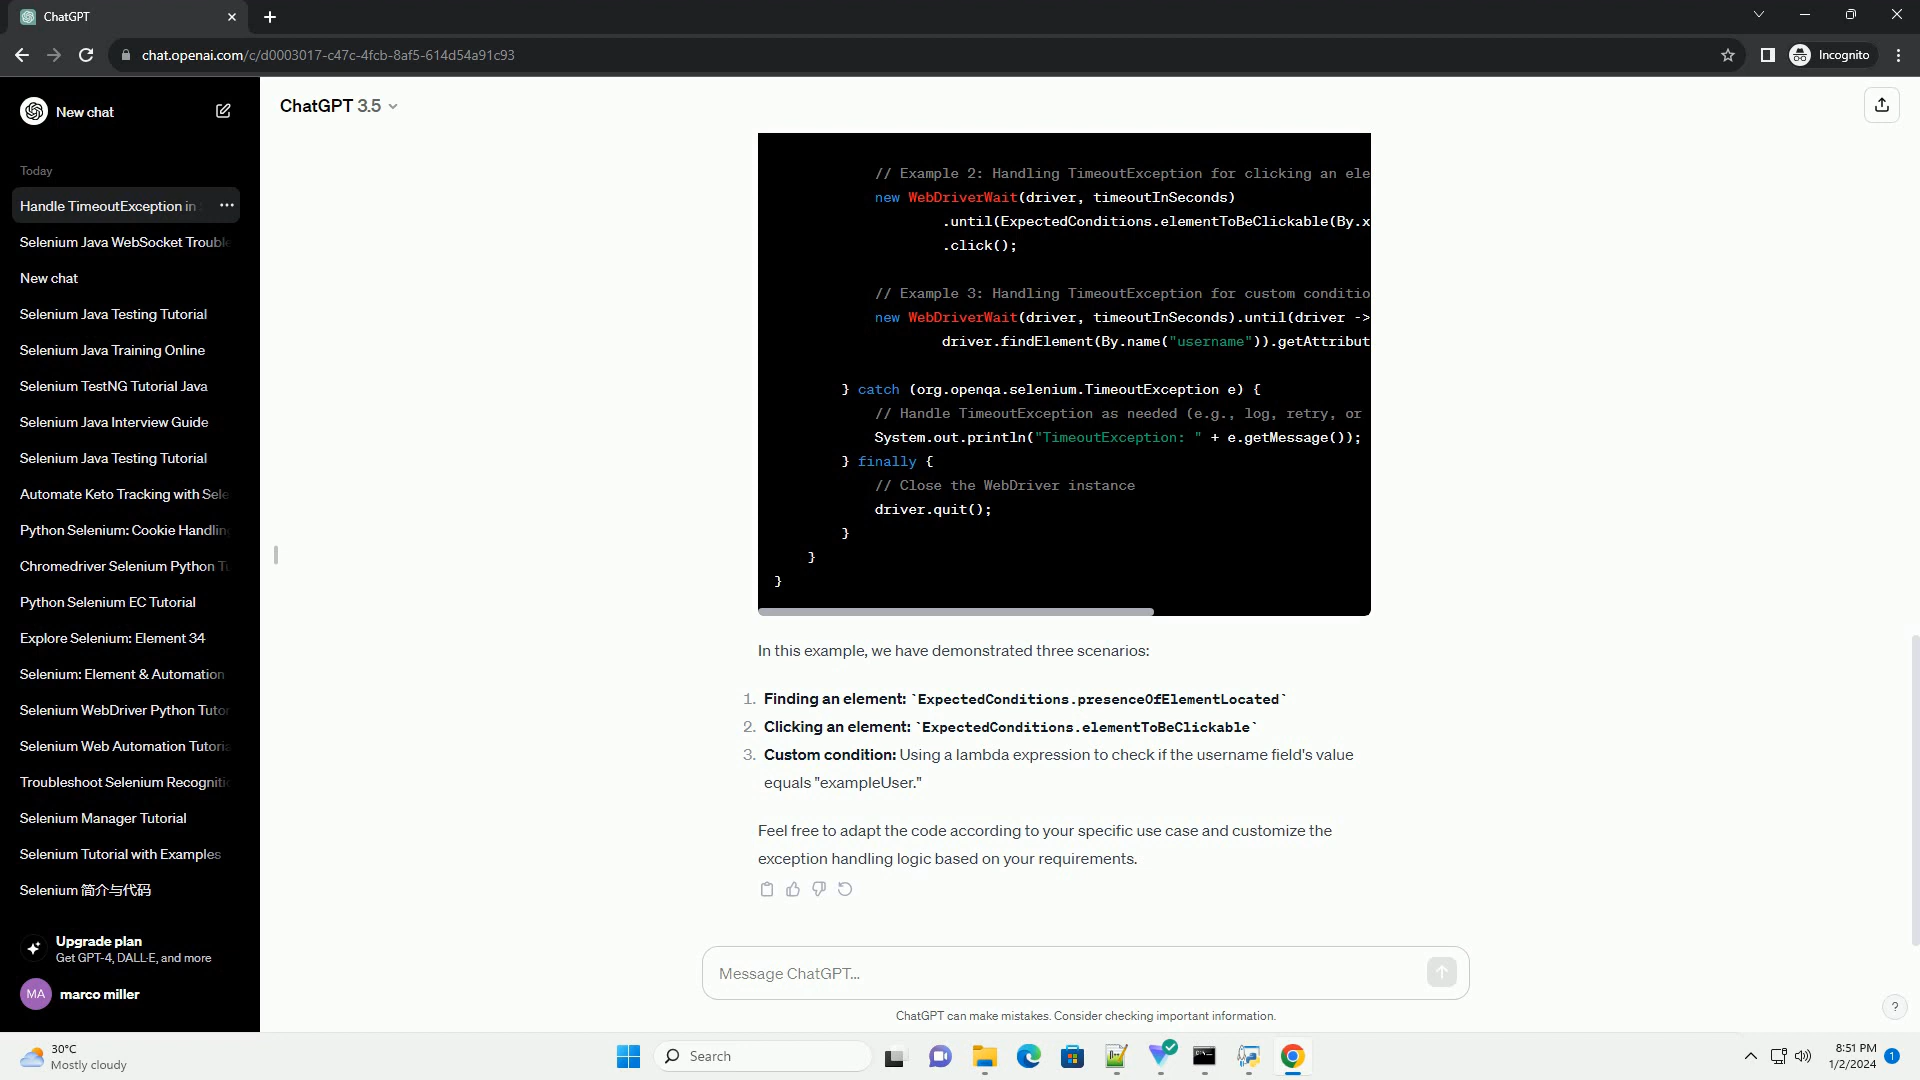 ChatGPT
chat.openai.com/c/d0003017-c47c-4fcb-8af5-614d54a91c93
Incognito
New chat
Today
Handle TimeoutException in
Selenium Java WebSocket Trouble
New chat
Selenium Java Testing Tutorial
Selenium Java Training Online
Selenium TestNG Tutorial Java
Selenium Java Interview Guide
Selenium Java Testing Tutorial
Automate Keto Tracking with Sele
Python Selenium: Cookie Handling
Chromedriver Selenium Python Tu
Python Selenium EC Tutorial
Explore Selenium: Element 34
Selenium: Element & Automation
Selenium WebDriver Python Tutor
Selenium Web Automation Tutoria
Troubleshoot Selenium Recognitio
Selenium Manager Tutorial
Selenium Tutorial with Examples
Selenium 简介与代码
Upgrade plan
Get GPT-4, DALL·E, and more
MA
marco miller
ChatGPT 3.5
// Example 2: Handling TimeoutException for clicking an ele
new WebDriverWait(driver, timeoutInSeconds)
.until(ExpectedConditions.elementToBeClickable(By.x
.click();
// Example 3: Handling TimeoutException for custom conditio
new WebDriverWait(driver, timeoutInSeconds).until(driver ->
driver.findElement(By.name("username")).getAttribut
} catch (org.openqa.selenium.TimeoutException e) {
// Handle TimeoutException as needed (e.g., log, retry, or
System.out.println("TimeoutException: " + e.getMessage());
} finally {
// Close the WebDriver instance
driver.quit();
}
}
}
In this example, we have demonstrated three scenarios:
1. Finding an element: `ExpectedConditions.presenceOfElementLocated`
2. Clicking an element: `ExpectedConditions.elementToBeClickable`
3. Custom condition: Using a lambda expression to check if the username field's value
equals "exampleUser."
Feel free to adapt the code according to your specific use case and customize the
exception handling logic based on your requirements.
Message ChatGPT...
ChatGPT can make mistakes. Consider checking important information.
?
30°C
Mostly cloudy
Search
8:51 PM
1/2/2024
1